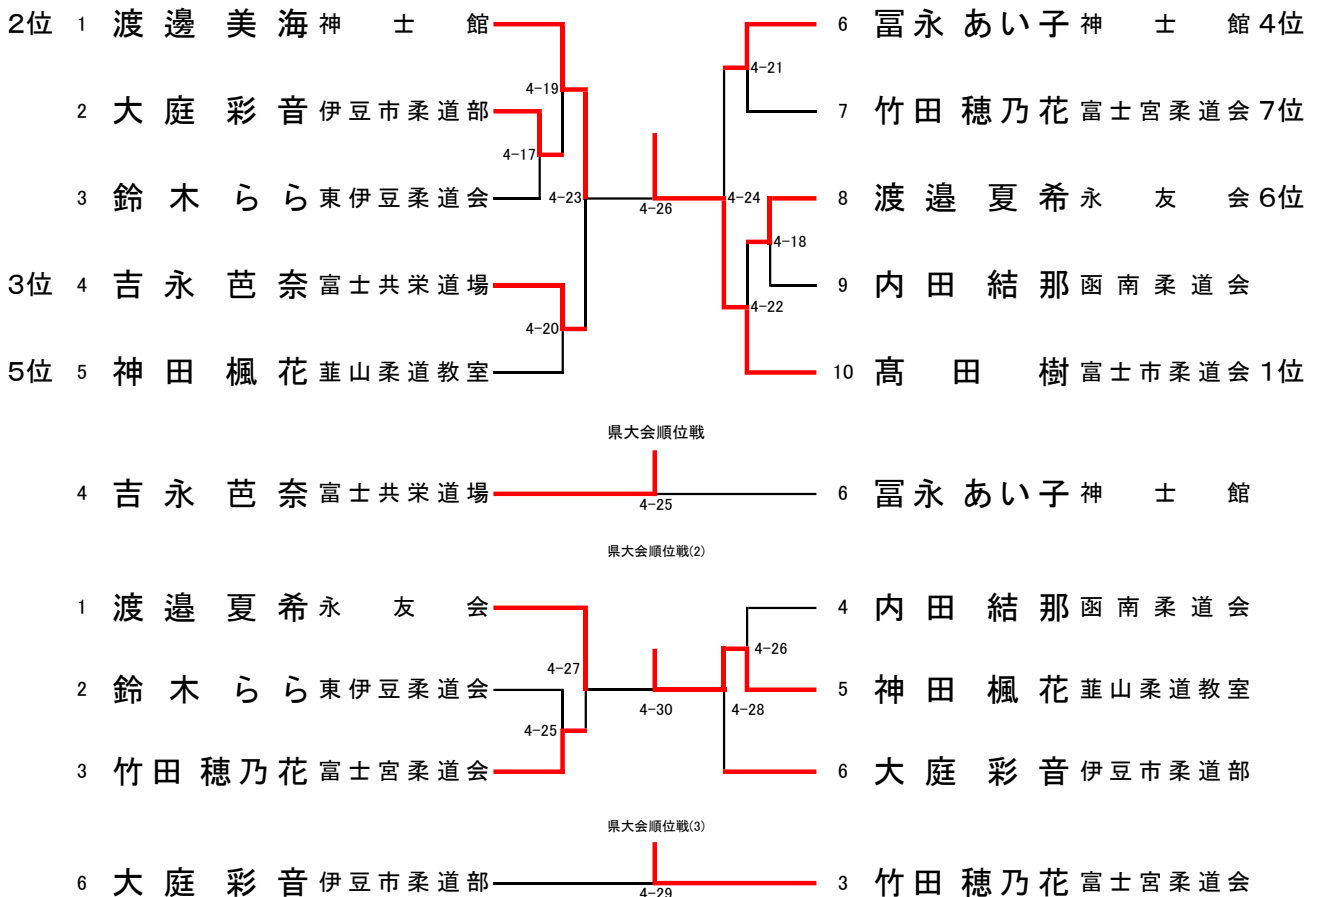 2位 1 渡邊美海 神士館
6 冨永あい子 神士館 4位
4-21
4-19
2 大庭彩音 伊豆市柔道部
7 竹田穂乃花 富士宮柔道会 7位
4-17
3 鈴木らら 東伊豆柔道会
4-23
4-26
4-24
8 渡邉夏希 永友会 6位
4-18
3位 4 吉永芭奈 富士共栄道場
9 内田結那 函南柔道会
4-22
4-20
5位 5 神田楓花 韮山柔道教室
10 髙田樹 富士市柔道会 1位
県大会順位戦
4 吉永芭奈 富士共栄道場
6 冨永あい子 神士館
4-25
県大会順位戦(2)
1 渡邉夏希 永友会
4 内田結那 函南柔道会
4-26
4-27
2 鈴木らら 東伊豆柔道会
5 神田楓花 韮山柔道教室
4-30
4-28
4-25
3 竹田穂乃花 富士宮柔道会
6 大庭彩音 伊豆市柔道部
県大会順位戦(3)
6 大庭彩音 伊豆市柔道部
3 竹田穂乃花 富士宮柔道会
4-29